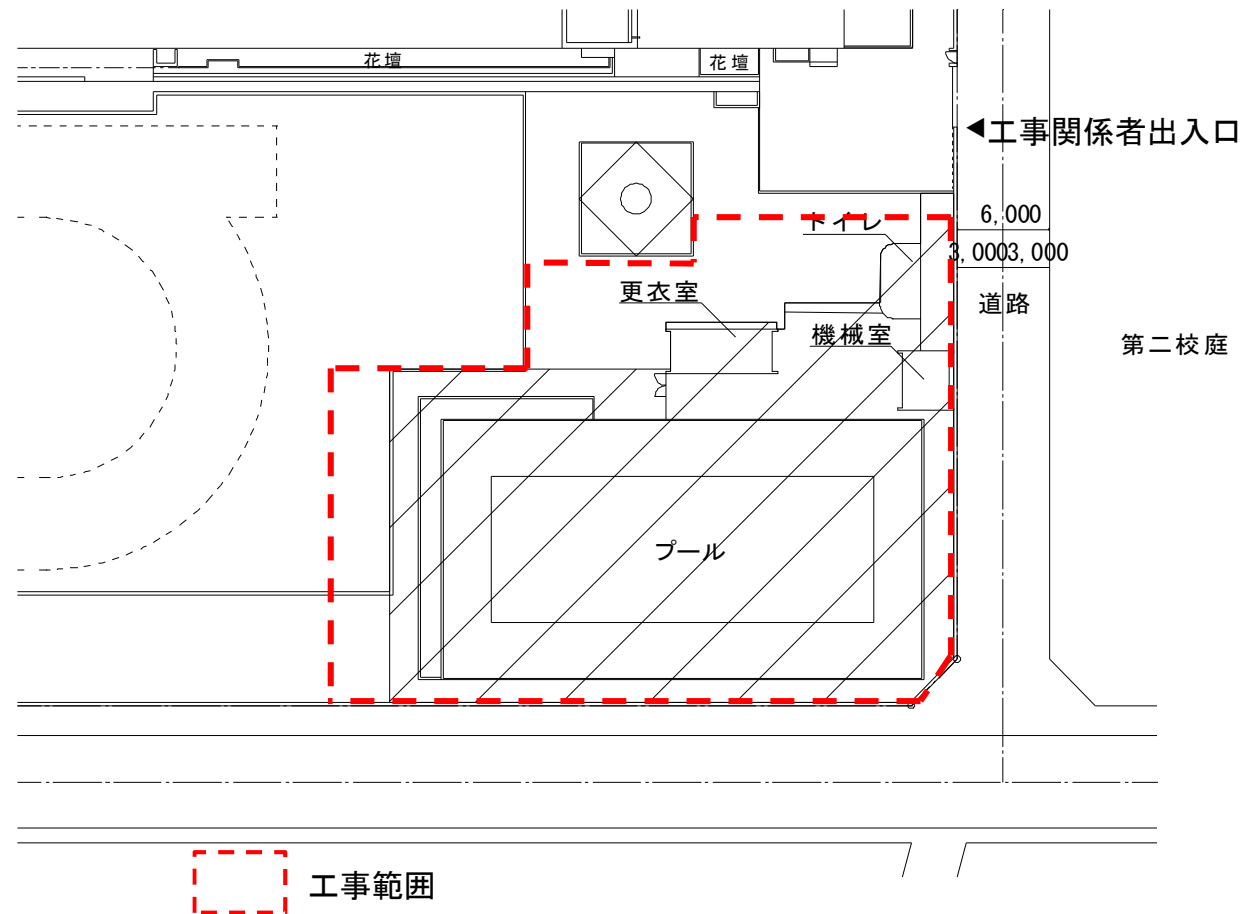 花壇
花壇
◀工事関係者出入口
トイレ
6,000
3,0003,000
更衣室
道路
機械室
第二校庭
プール
工事範囲